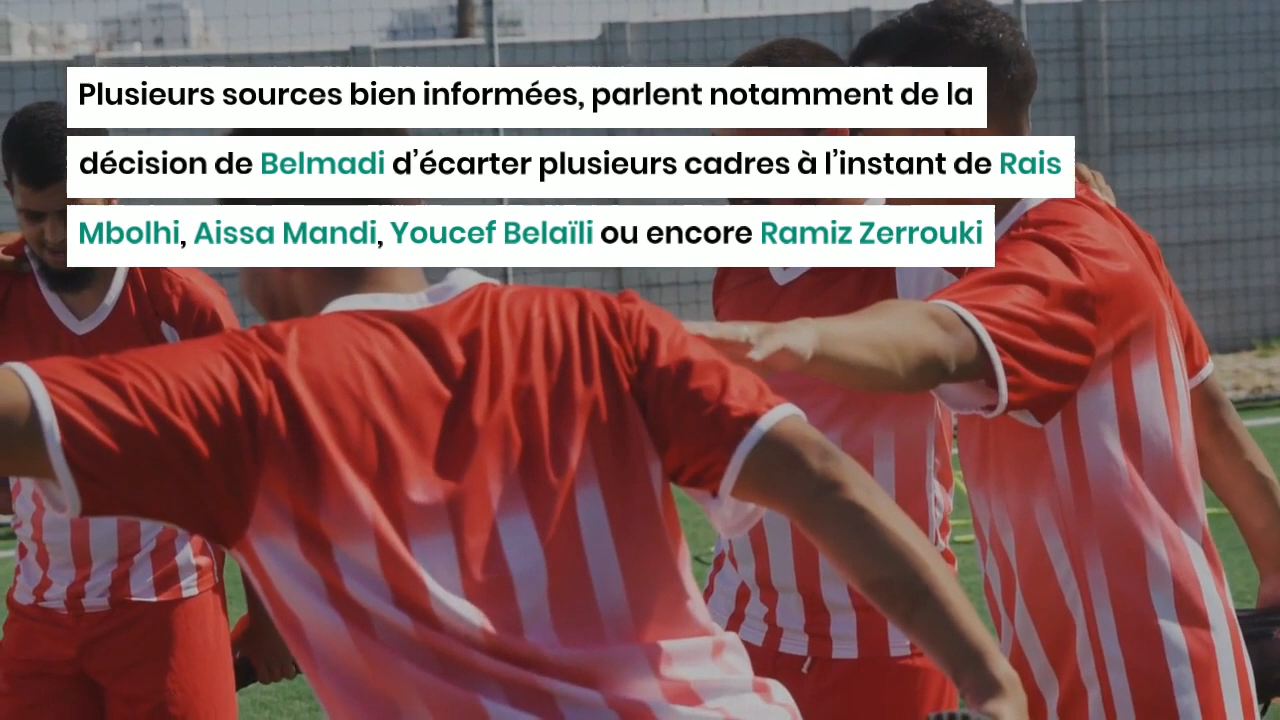 Plusieurs sources bien informées, parlent notamment de la
décision de Belmadi d’écarter plusieurs cadres à l’instant de Rais
Mbolhi, Aissa Mandi, Youcef Belaïli ou encore Ramiz Zerrouki